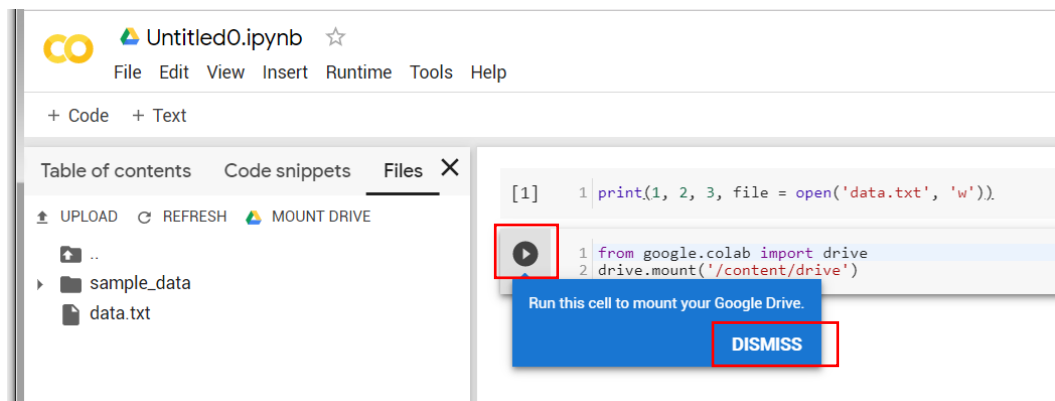 CO
Untitled0.ipynb
File Edit View Insert Runtime Tools Help
+ Code + Text
Table of contents Code snippets Files X
UPLOAD REFRESH MOUNT DRIVE
..
sample_data
data.txt
[1] 1 print(1, 2, 3, file = open('data.txt', 'w'))
1 from google.colab import drive
2 drive.mount('/content/drive')
Run this cell to mount your Google Drive.
DISMISS